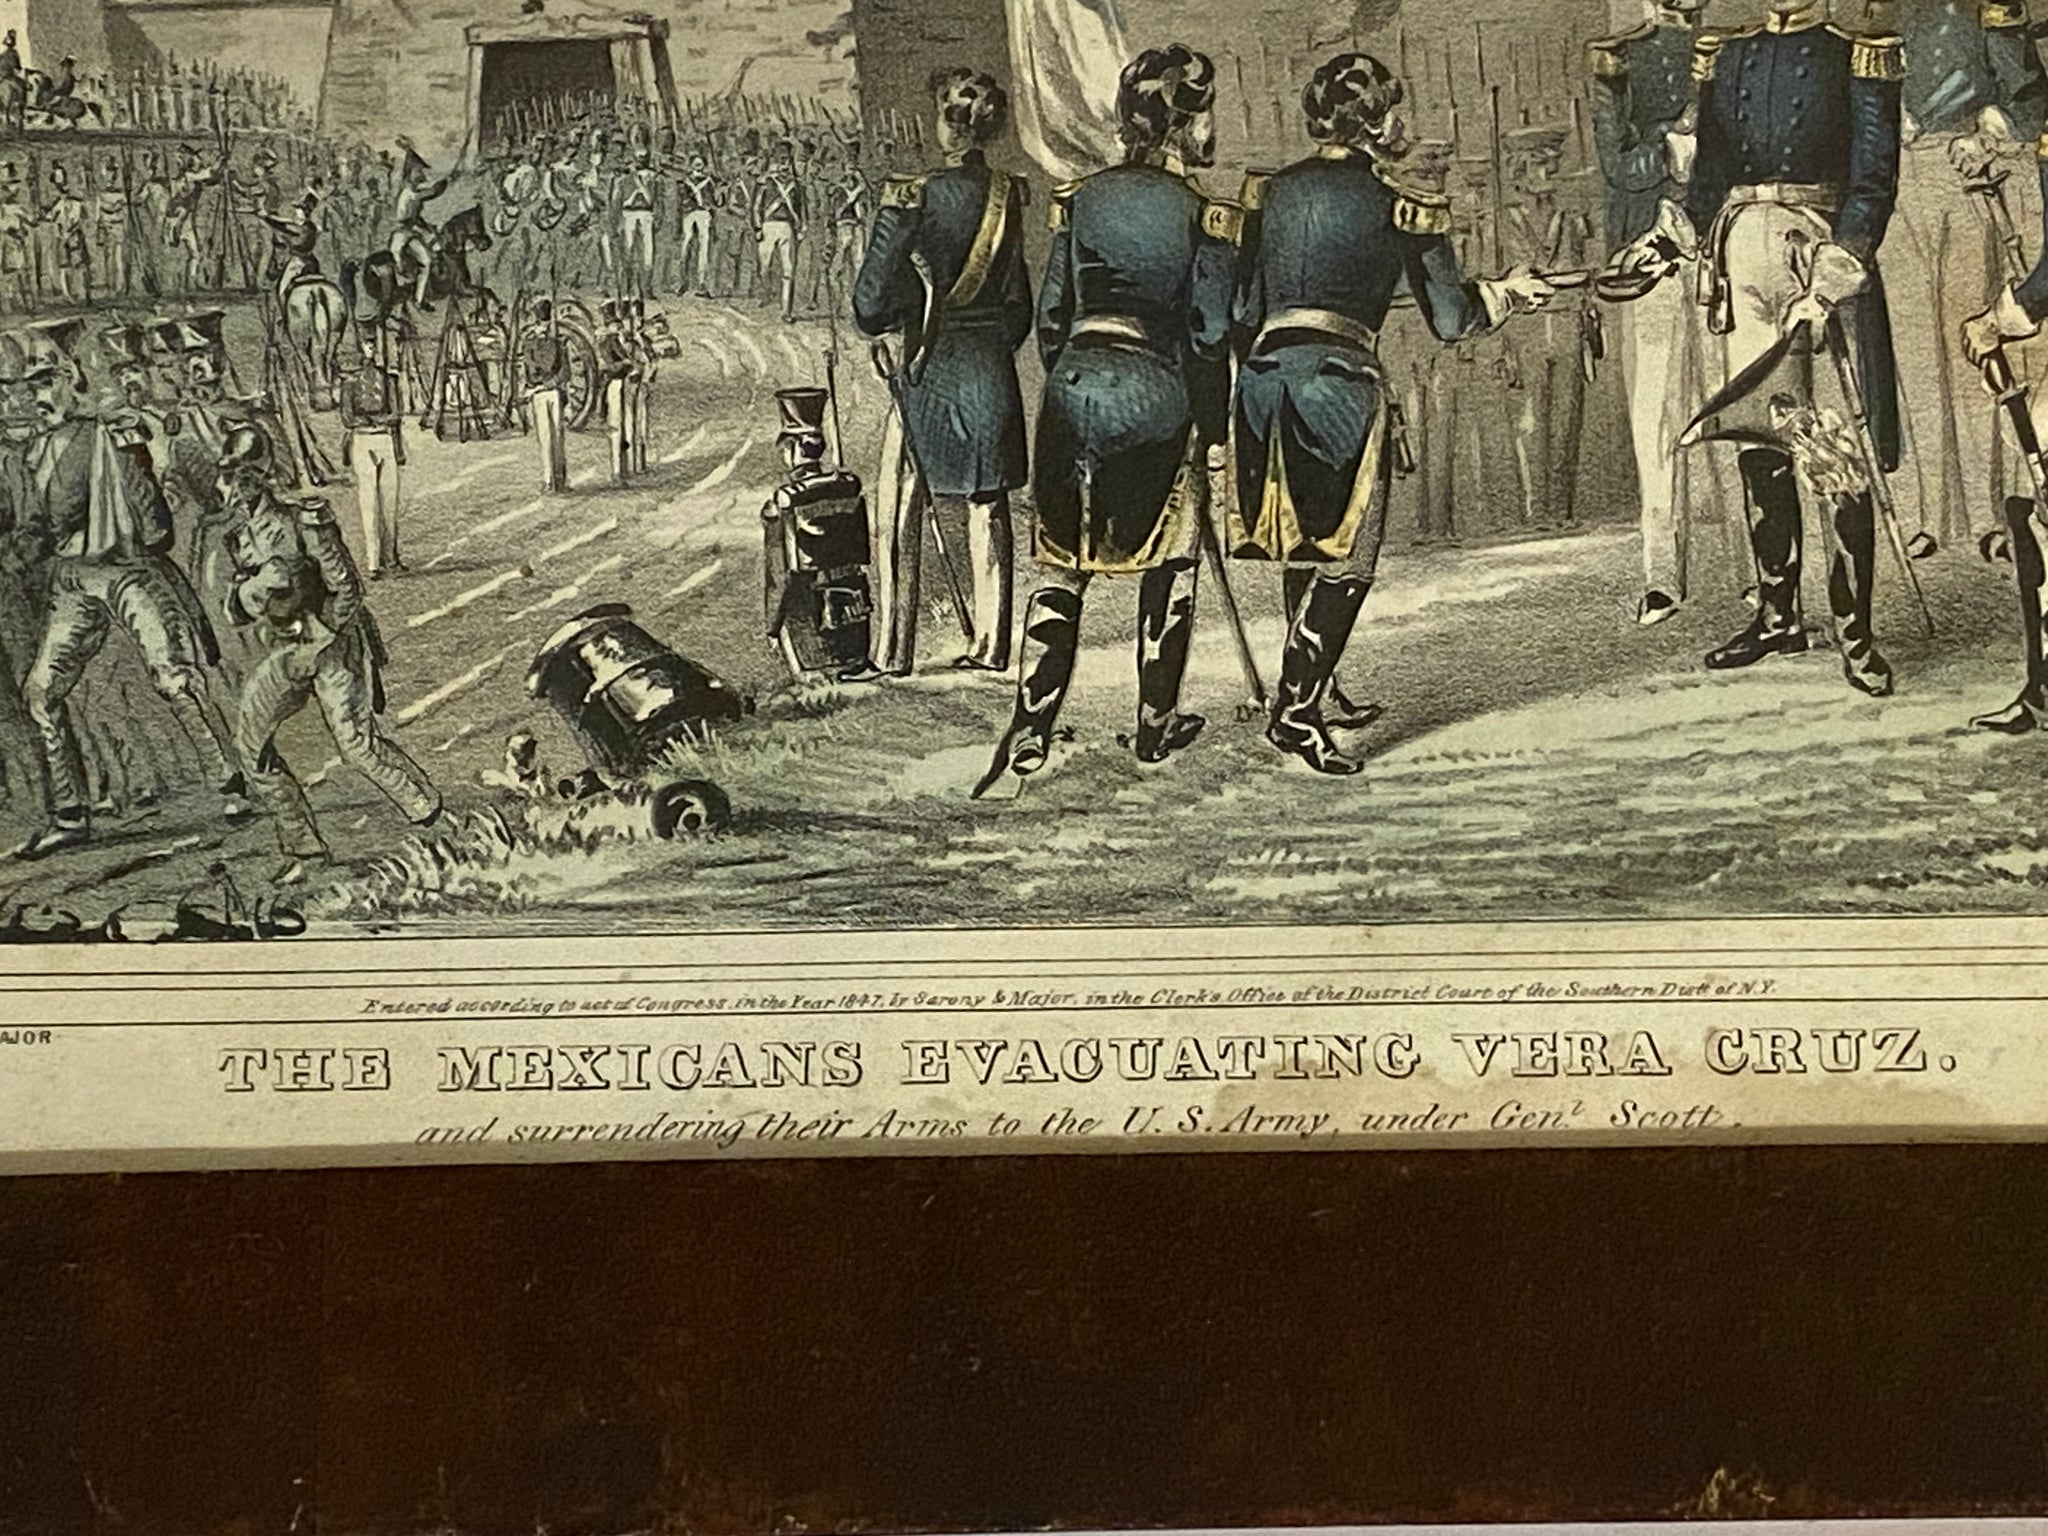 Entered according to act of Congress, in the Year 1847, by Sarony & Major, in the Clerk's Office of the District Court of the Southern Distt of N.Y.
AJOR
THE MEXICANS EVACUATING VERA CRUZ.
and surrendering their Arms to the U. S. Army, under Genl Scott.